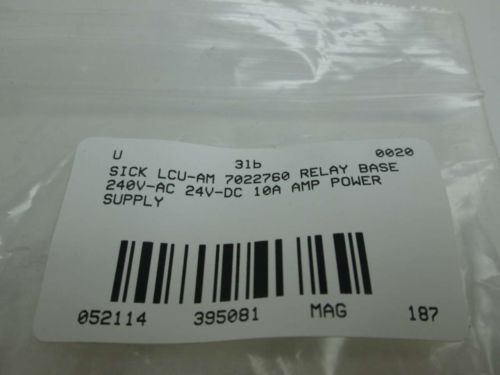 U 31b 0020
SICK LCU-AM 7022760 RELAY BASE
240V-AC 24V-DC 10A AMP POWER
SUPPLY
052114 395081 MAG 187